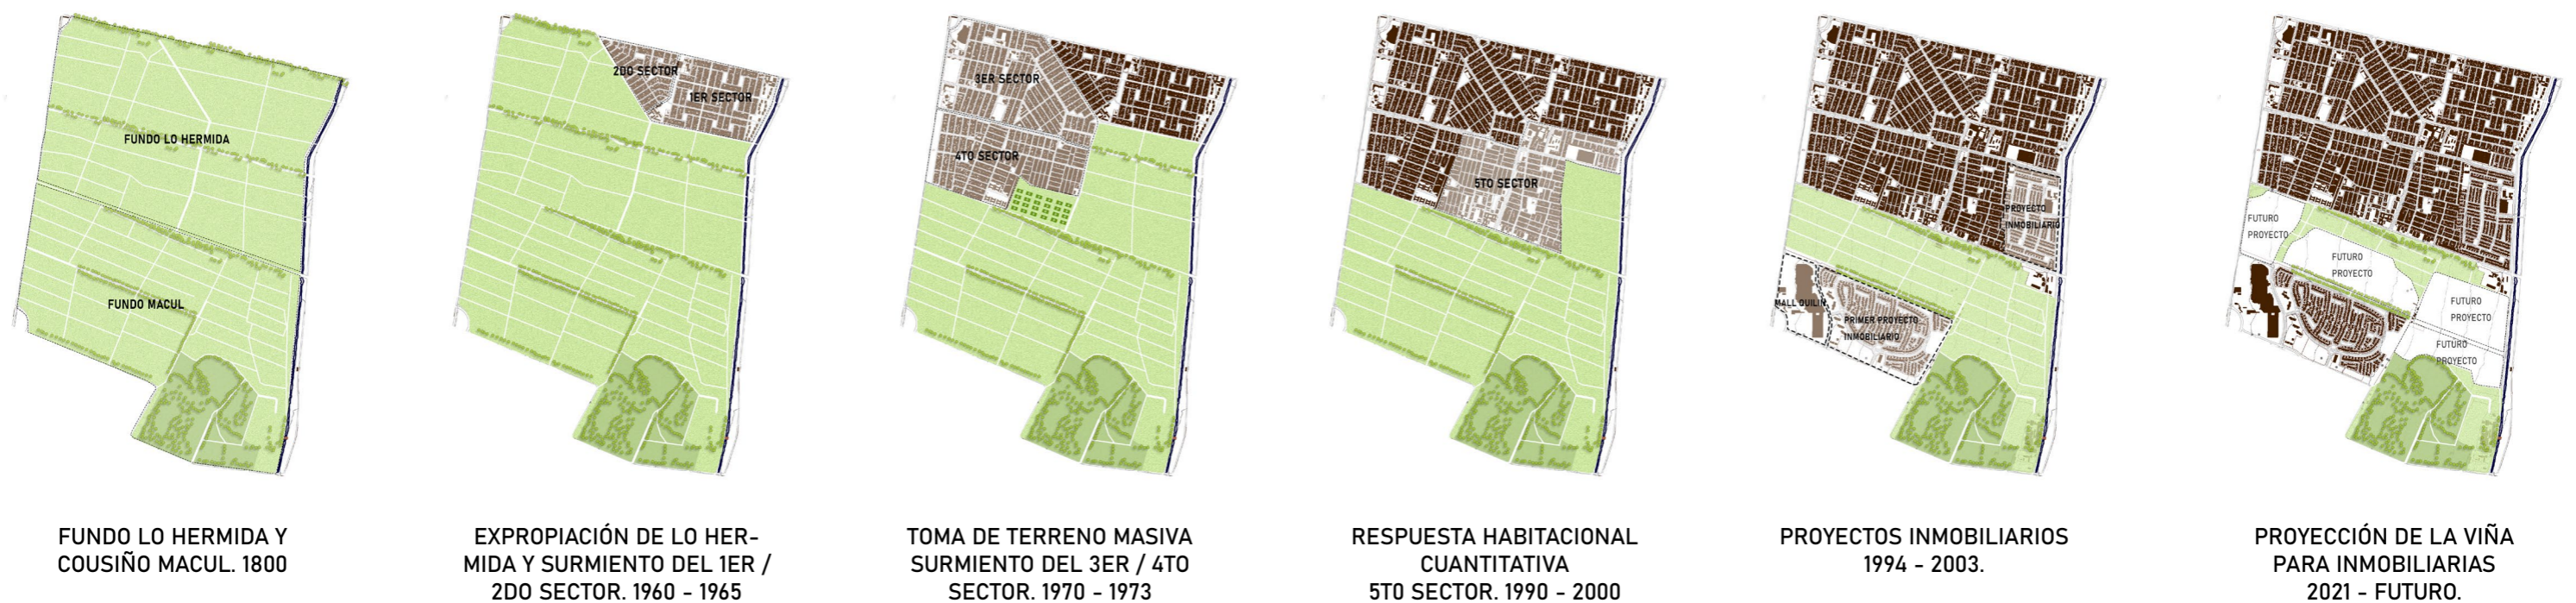 FUNDO LO HERMIDA
FUNDO MACUL
FUNDO LO HERMIDA Y
COUSIÑO MACUL. 1800
2DO SECTOR
1ER SECTOR
EXPROPIACIÓN DE LO HER-
MIDA Y SURMIENTO DEL 1ER /
2DO SECTOR. 1960 - 1965
3ER SECTOR
4TO SECTOR
TOMA DE TERRENO MASIVA
SURMIENTO DEL 3ER / 4TO
SECTOR. 1970 - 1973
5TO SECTOR
RESPUESTA HABITACIONAL
CUANTITATIVA
5TO SECTOR. 1990 - 2000
PROYECTO
INMOBILIARIO
MALL QUILIN
PRIMER PROYECTO
INMOBILIARIO
PROYECTOS INMOBILIARIOS
1994 - 2003.
FUTURO
PROYECTO
FUTURO
PROYECTO
FUTURO
PROYECTO
FUTURO
PROYECTO
PROYECCIÓN DE LA VIÑA
PARA INMOBILIARIAS
2021 - FUTURO.